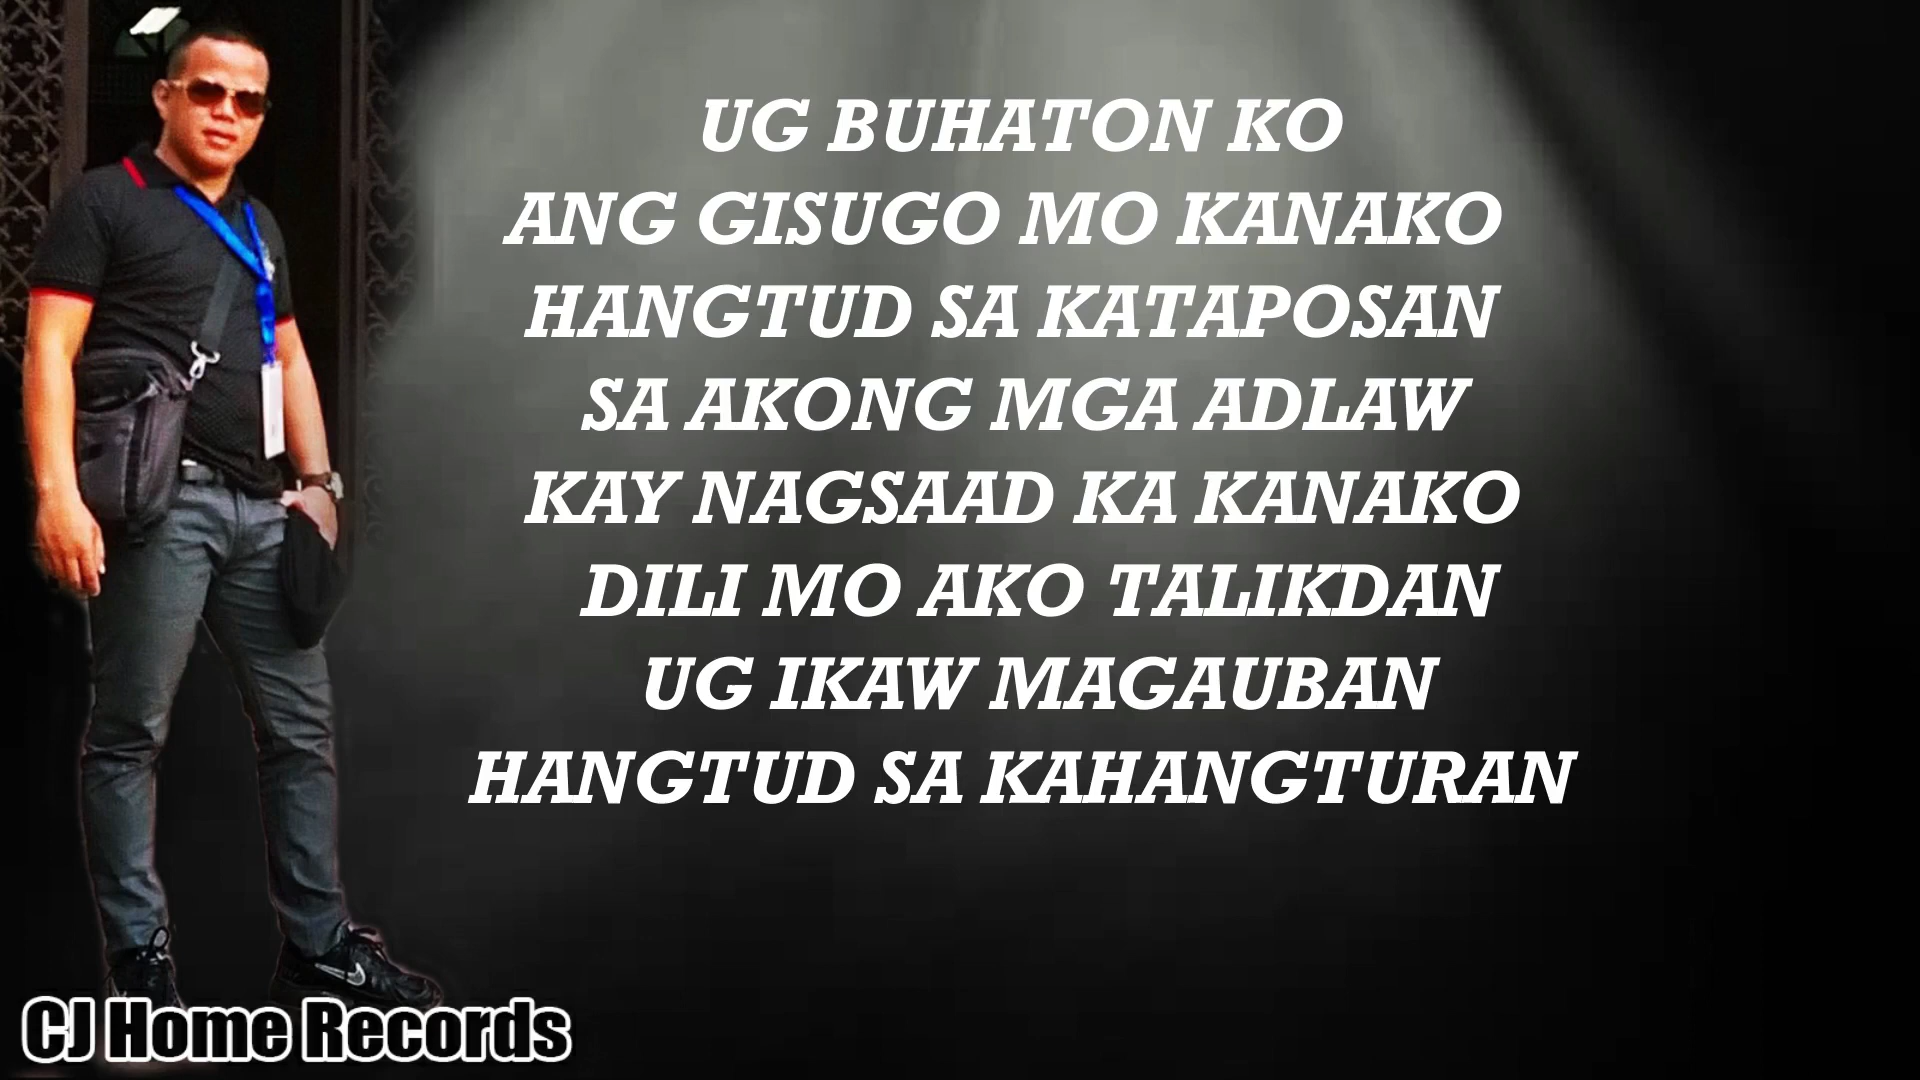 UG BUHATON KO
ANG GISUGO MO KANAKO
HANGTUD SA KATAPOSAN
SA AKONG MGA ADLAW
KAY NAGSAAD KA KANAKO
DILI MO AKO TALIKDAN
UG IKAW MAGAUBAN
HANGTUD SA KAHANGTURAN
CJ Home Records